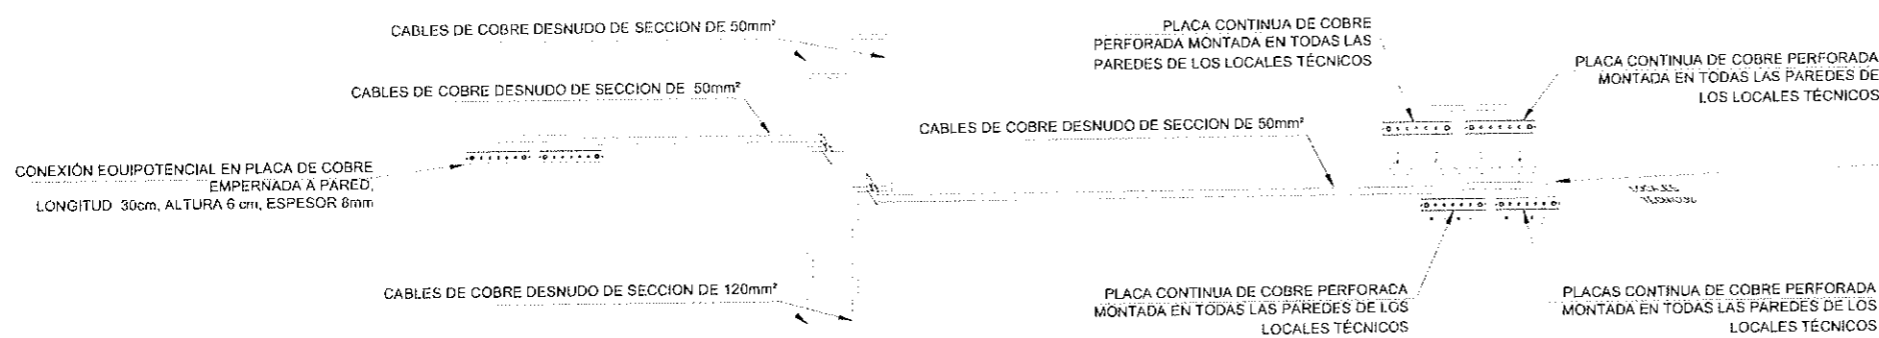 CABLES DE COBRE DESNUDO DE SECCION DE 50mm²
CABLES DE COBRE DESNUDO DE SECCION DE 50mm²
CONEXIÓN EQUIPOTENCIAL EN PLACA DE COBRE
EMPERNADA A PARED,
LONGITUD 30cm, ALTURA 6 cm, ESPESOR 8mm
CABLES DE COBRE DESNUDO DE SECCION DE 120mm²
PLACA CONTINUA DE COBRE
PERFORADA MONTADA EN TODAS LAS
PAREDES DE LOS LOCALES TÉCNICOS
PLACA CONTINUA DE COBRE PERFORADA
MONTADA EN TODAS LAS PAREDES DE
LOS LOCALES TÉCNICOS
CABLES DE COBRE DESNUDO DE SECCION DE 50mm²
LOCALES
PLACA CONTINUA DE COBRE PERFORADA
MONTADA EN TODAS LAS PAREDES DE LOS
LOCALES TÉCNICOS
PLACAS CONTINUA DE COBRE PERFORADA
MONTADA EN TODAS LAS PAREDES DE LOS
LOCALES TÉCNICOS